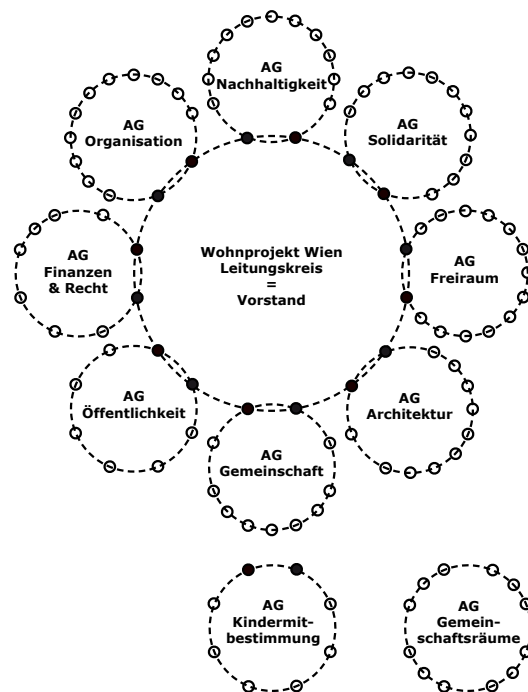 AG
Nachhaltigkeit
AG
Organisation
AG
Solidarität
Wohnprojekt Wien
Leitungskreis
=
Vorstand
AG
Finanzen
& Recht
AG
Freiraum
AG
Öffentlichkeit
AG
Architektur
AG
Gemeinschaft
AG
Kindermit-
bestimmung
AG
Gemein-
schaftsräume